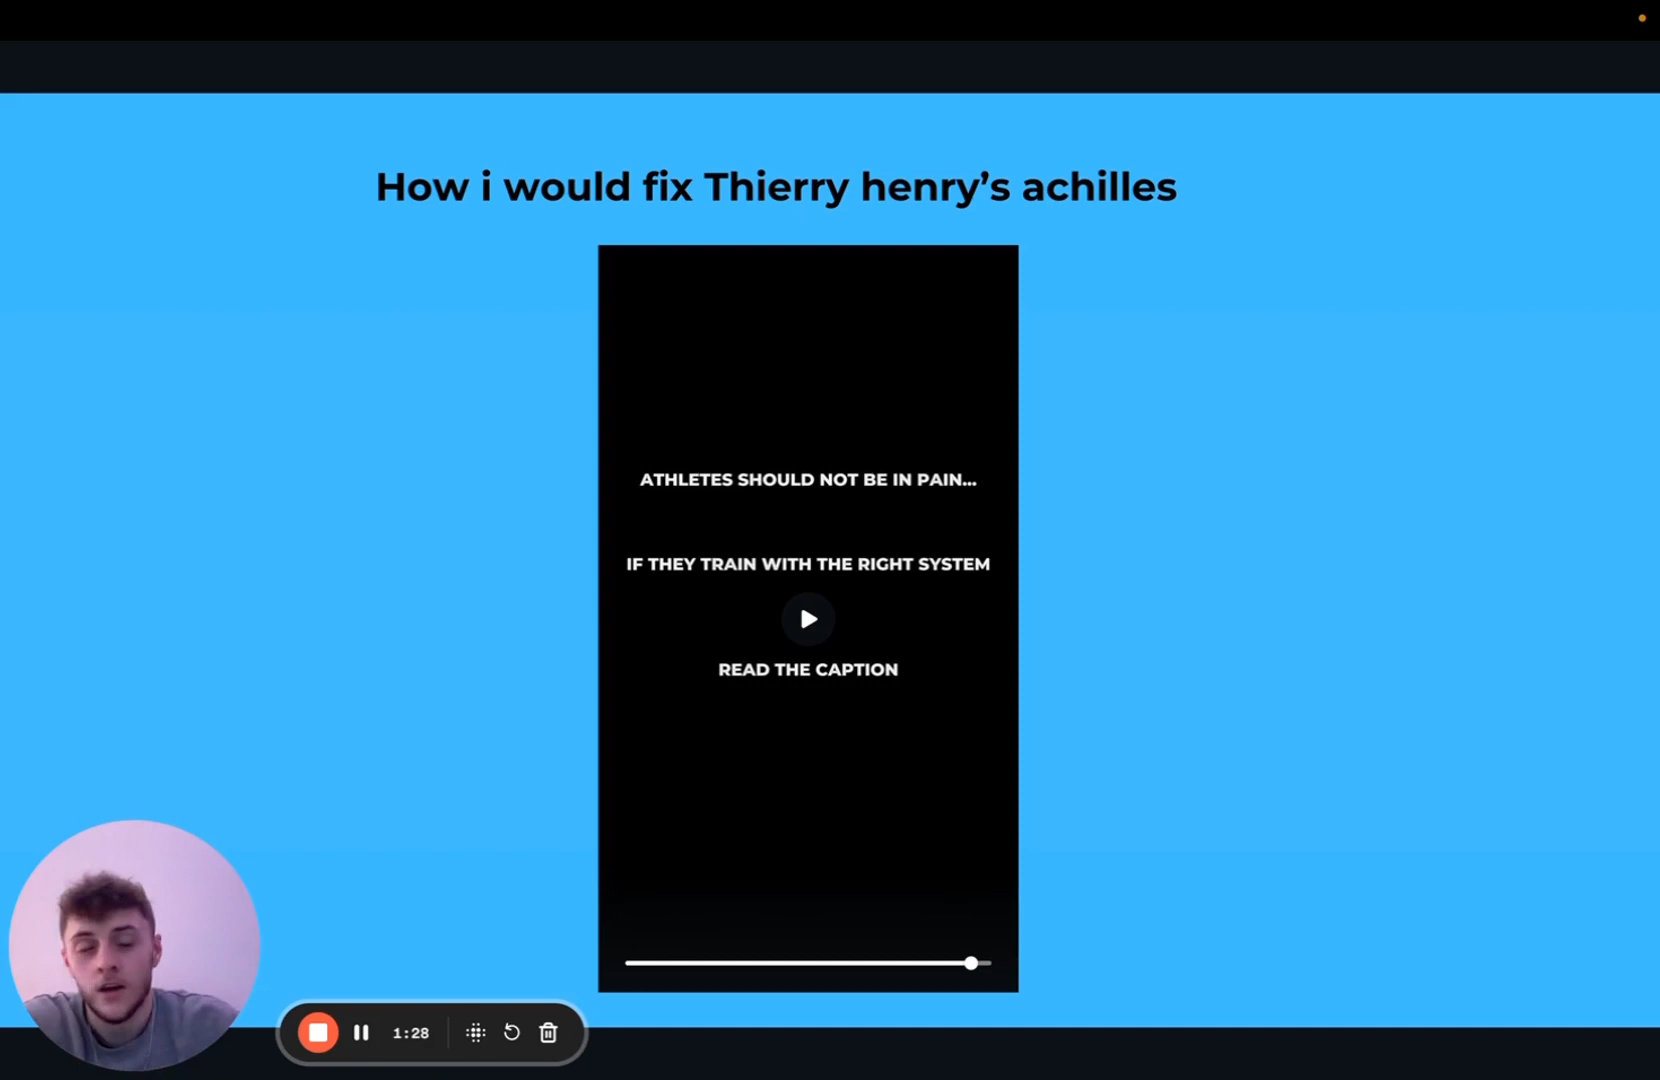 How i would fix Thierry henry’s achilles
ATHLETES SHOULD NOT BE IN PAIN...
IF THEY TRAIN WITH THE RIGHT SYSTEM
READ THE CAPTION
1:28